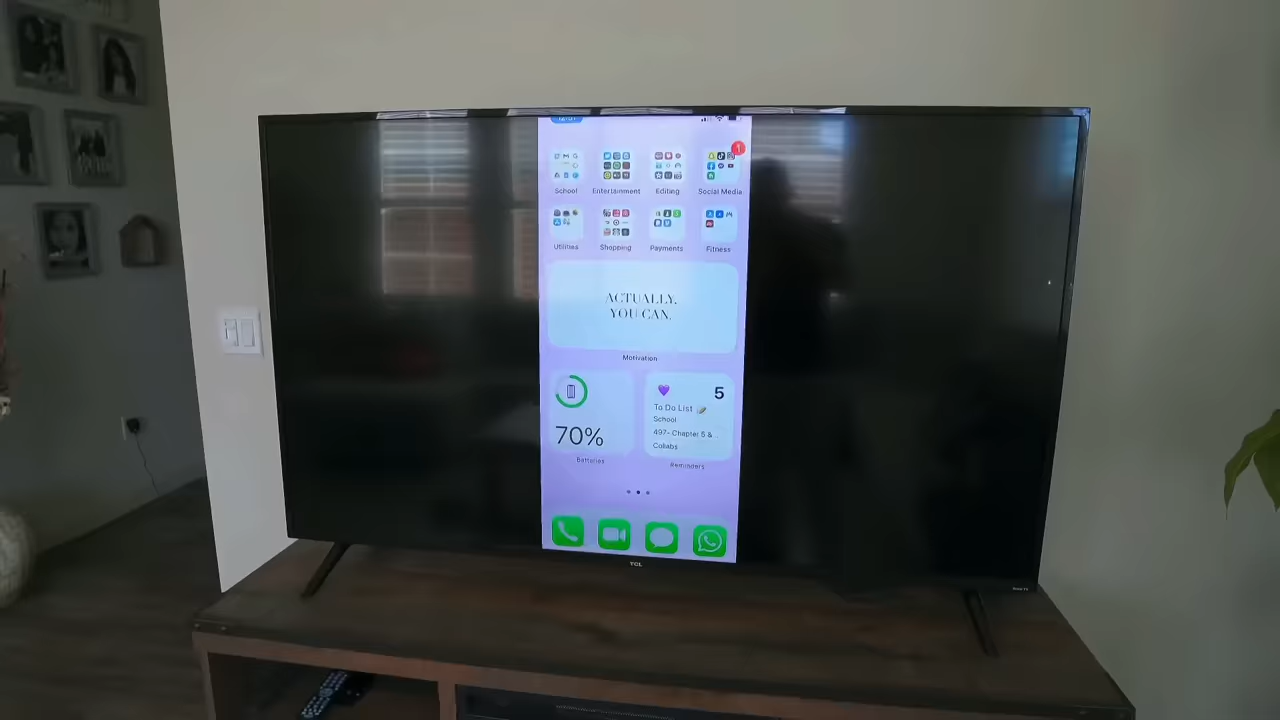 1
School Entertainment Editing Social Media
Utilities Shopping Payments Fitness
ACTUALLY,
YOU CAN.
Motivation
5
To Do List
School
497- Chapter 5 &
Collabs
70%
Batteries
Reminders
TCL